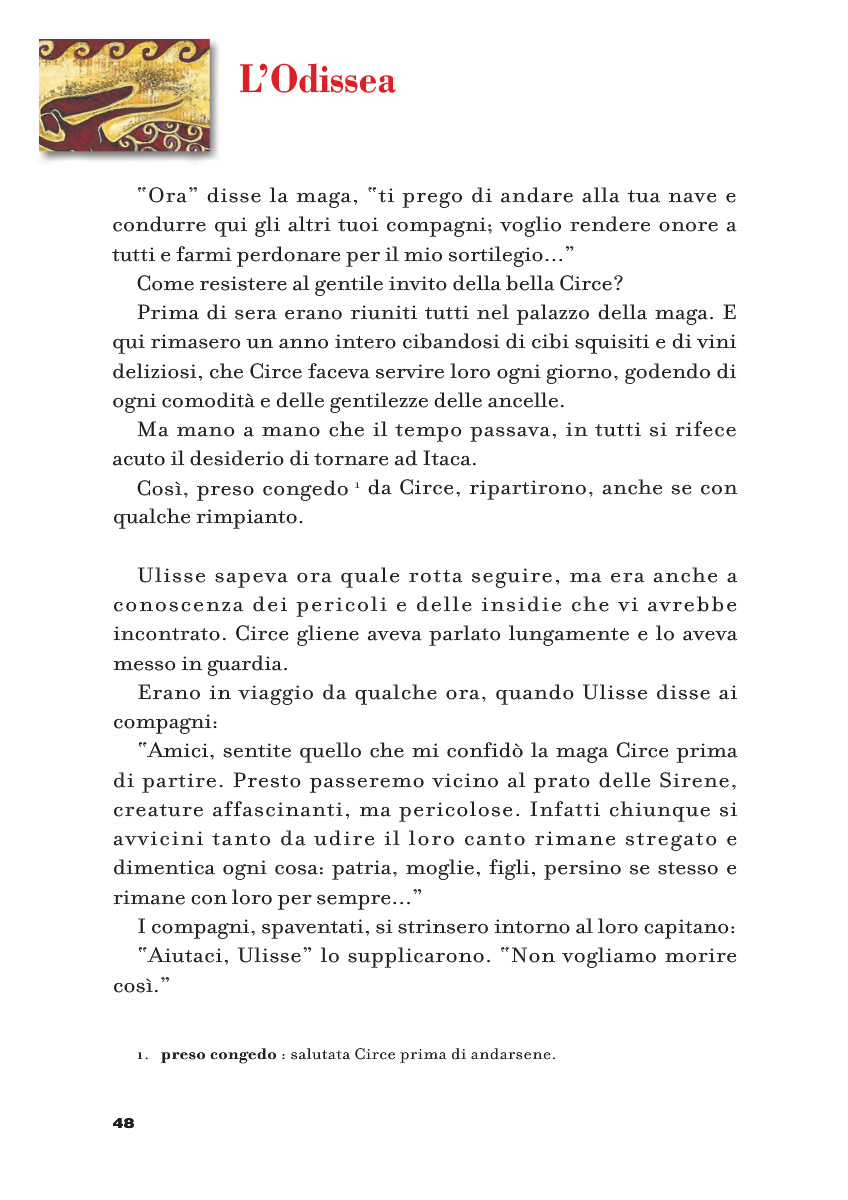 L’Odissea
“Ora” disse la maga, “ti prego di andare alla tua nave e
condurre qui gli altri tuoi compagni; voglio rendere onore a
tutti e farmi perdonare per il mio sortilegio...”
Come resistere al gentile invito della bella Circe?
Prima di sera erano riuniti tutti nel palazzo della maga. E
qui rimasero un anno intero cibandosi di cibi squisiti e di vini
deliziosi, che Circe faceva servire loro ogni giorno, godendo di
ogni comodità e delle gentilezze delle ancelle.
Ma mano a mano che il tempo passava, in tutti si rifece
acuto il desiderio di tornare ad Itaca.
Così, preso congedo 1 da Circe, ripartirono, anche se con
qualche rimpianto.
Ulisse sapeva ora quale rotta seguire, ma era anche a
conoscenza dei pericoli e delle insidie che vi avrebbe
incontrato. Circe gliene aveva parlato lungamente e lo aveva
messo in guardia.
Erano in viaggio da qualche ora, quando Ulisse disse ai
compagni:
“Amici, sentite quello che mi confidò la maga Circe prima
di partire. Presto passeremo vicino al prato delle Sirene,
creature affascinanti, ma pericolose. Infatti chiunque si
avvicini tanto da udire il loro canto rimane stregato e
dimentica ogni cosa: patria, moglie, figli, persino se stesso e
rimane con loro per sempre...”
I compagni, spaventati, si strinsero intorno al loro capitano:
“Aiutaci, Ulisse” lo supplicarono. “Non vogliamo morire
così.”
1. preso congedo : salutata Circe prima di andarsene.
48